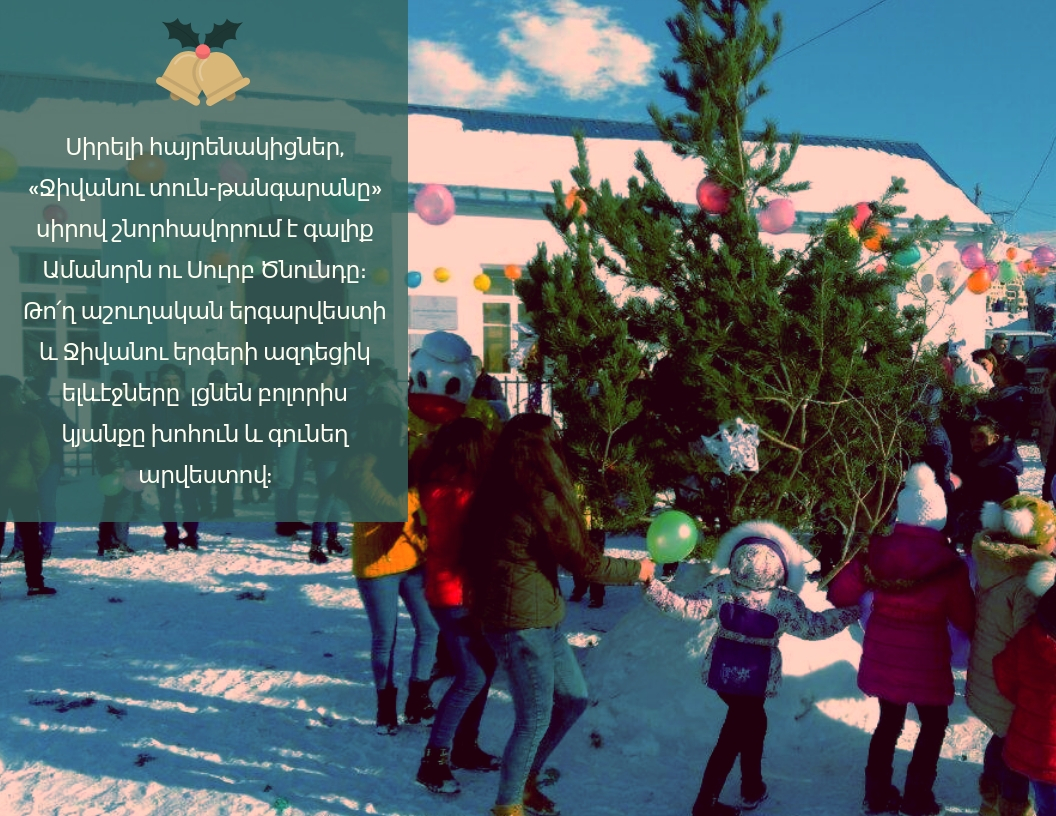 Սիրելի հայրենակիցներ,
«Ջիվանու տուն-թանգարանը»
սիրով շնորհավորում է գալիք
Ամանորն ու Սուրբ Ծնունդը:
Թո՛ղ աշուղական երգարվեստի
և Ջիվանու երգերի ազդեցիկ
ելևէջները լցնեն բոլորիս
կյանքը խոհուն և գունեղ
արվեստով: